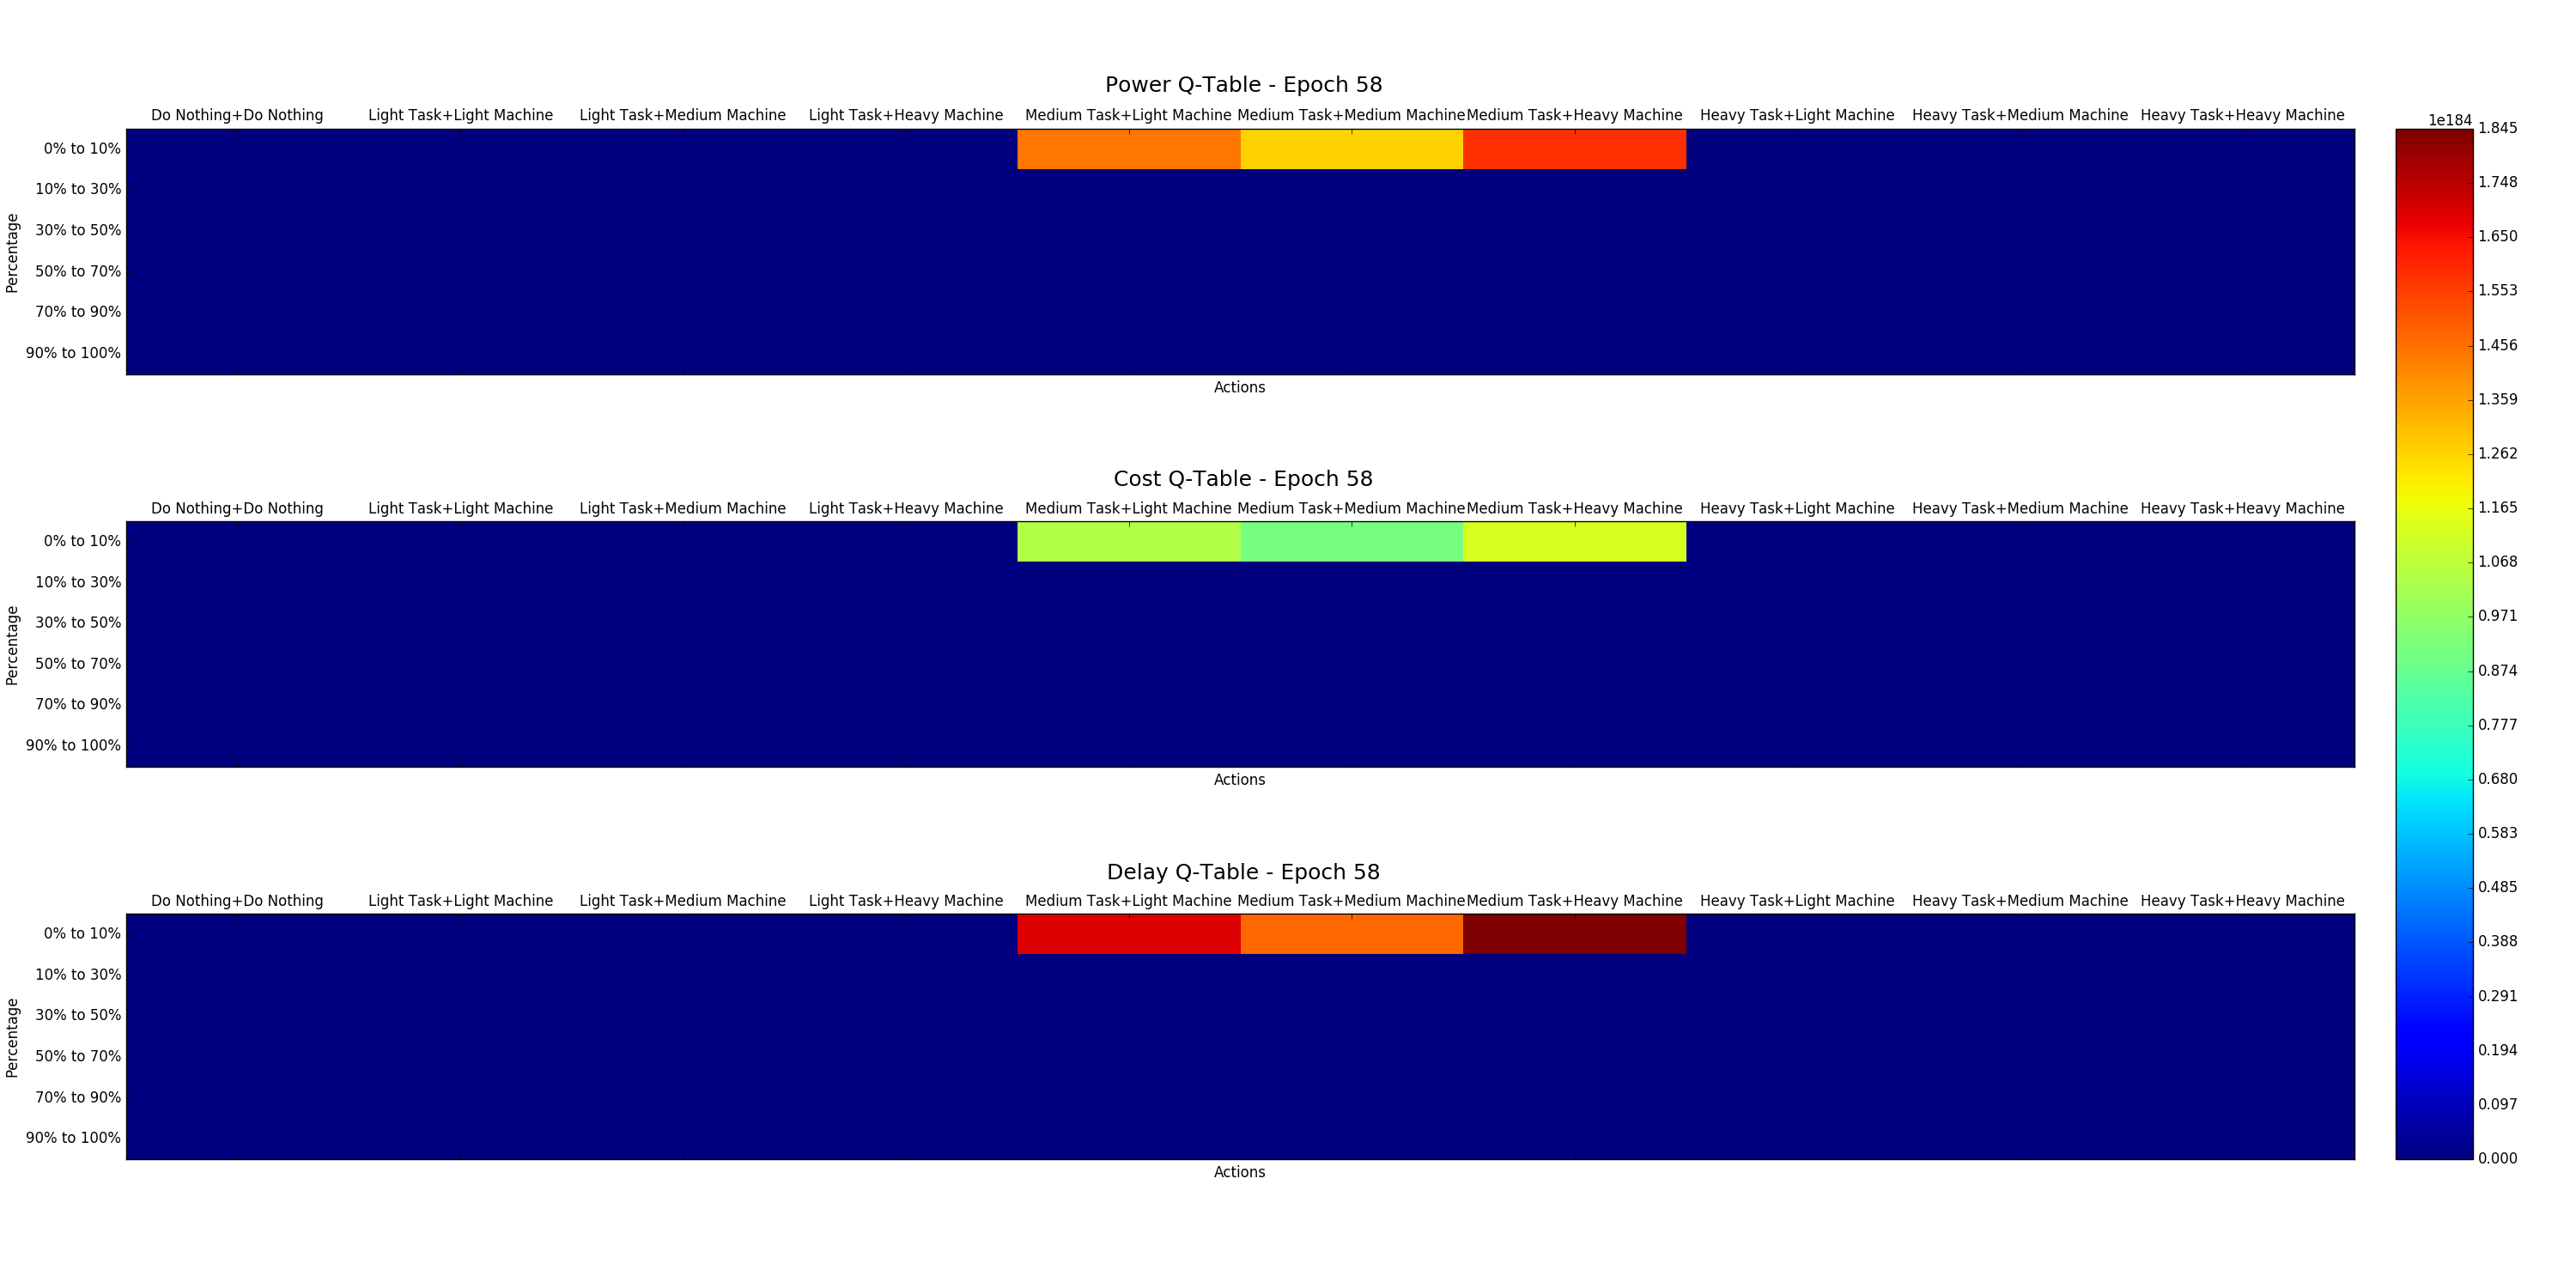 Power Q-Table - Epoch 58
Do Nothing+Do Nothing Light Task+Light Machine Light Task+Medium Machine Light Task+Heavy Machine Medium Task+Light Machine Medium Task+Medium Machine Medium Task+Heavy Machine Heavy Task+Light Machine Heavy Task+Medium Machine Heavy Task+Heavy Machine
Percentage
0% to 10%
10% to 30%
30% to 50%
50% to 70%
70% to 90%
90% to 100%
Actions
Cost Q-Table - Epoch 58
Do Nothing+Do Nothing Light Task+Light Machine Light Task+Medium Machine Light Task+Heavy Machine Medium Task+Light Machine Medium Task+Medium Machine Medium Task+Heavy Machine Heavy Task+Light Machine Heavy Task+Medium Machine Heavy Task+Heavy Machine
Percentage
0% to 10%
10% to 30%
30% to 50%
50% to 70%
70% to 90%
90% to 100%
Actions
Delay Q-Table - Epoch 58
Do Nothing+Do Nothing Light Task+Light Machine Light Task+Medium Machine Light Task+Heavy Machine Medium Task+Light Machine Medium Task+Medium Machine Medium Task+Heavy Machine Heavy Task+Light Machine Heavy Task+Medium Machine Heavy Task+Heavy Machine
Percentage
0% to 10%
10% to 30%
30% to 50%
50% to 70%
70% to 90%
90% to 100%
Actions
1e184
1.845
1.748
1.650
1.553
1.456
1.359
1.262
1.165
1.068
0.971
0.874
0.777
0.680
0.583
0.485
0.388
0.291
0.194
0.097
0.000